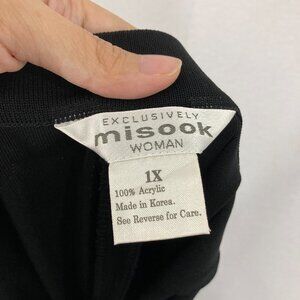 EXCLUSIVELY
misook
WOMAN
1X
100% Acrylic
Made in Korea.
See Reverse for Care.